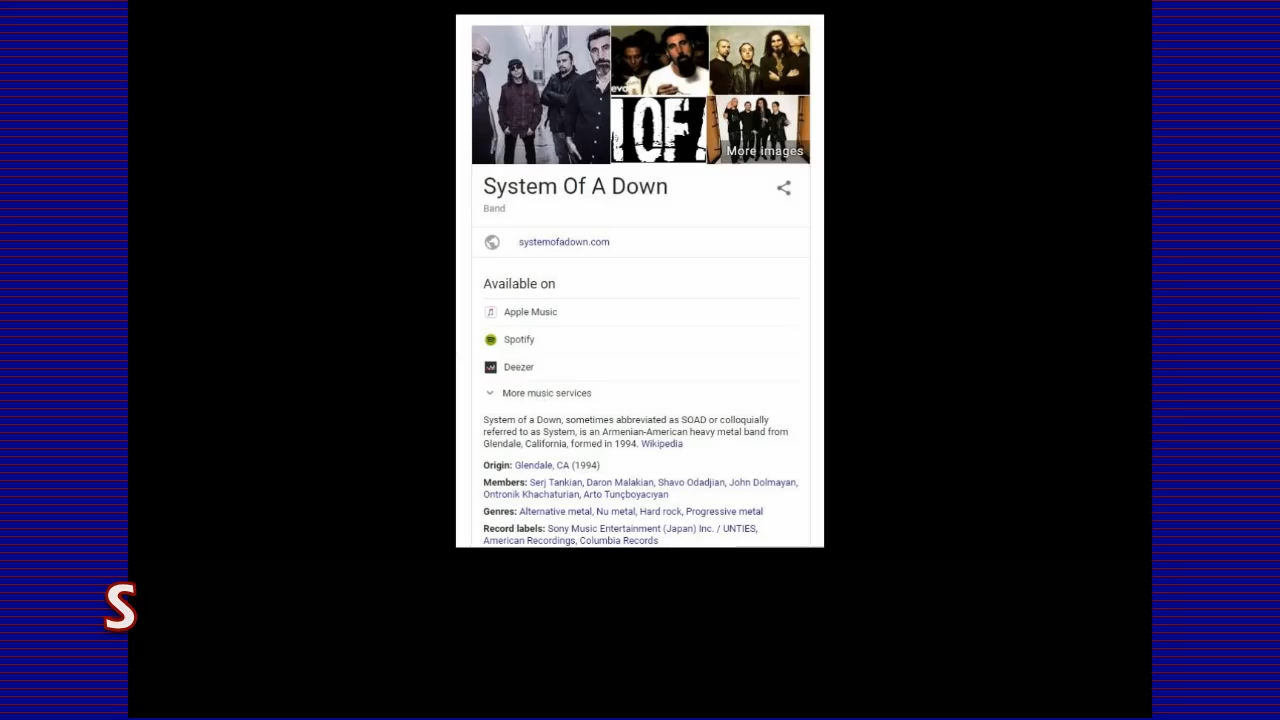 evo
OF
More images
System Of A Down
Band
systemofadown.com
Available on
Apple Music
Spotify
Deezer
More music services
System of a Down, sometimes abbreviated as SOAD or colloquially
referred to as System, is an Armenian-American heavy metal band from
Glendale, California, formed in 1994. Wikipedia
Origin: Glendale, CA (1994)
Members: Serj Tankian, Daron Malakian, Shavo Odadjian, John Dolmayan,
Ontronik Khachaturian, Arto Tunçboyacıyan
Genres: Alternative metal, Nu metal, Hard rock, Progressive metal
Record labels: Sony Music Entertainment (Japan) Inc. / UNTIES,
American Recordings, Columbia Records
S